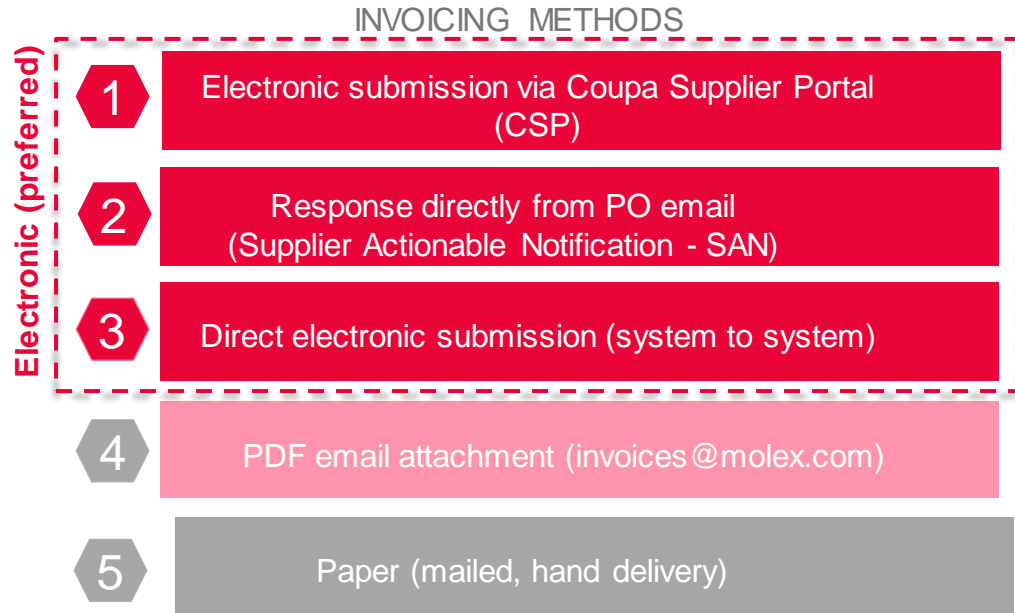 INVOICING METHODS
Electronic (preferred)
1
Electronic submission via Coupa Supplier Portal
(CSP)
2
Response directly from PO email
(Supplier Actionable Notification - SAN)
3
Direct electronic submission (system to system)
4
PDF email attachment (invoices@molex.com)
5
Paper (mailed, hand delivery)